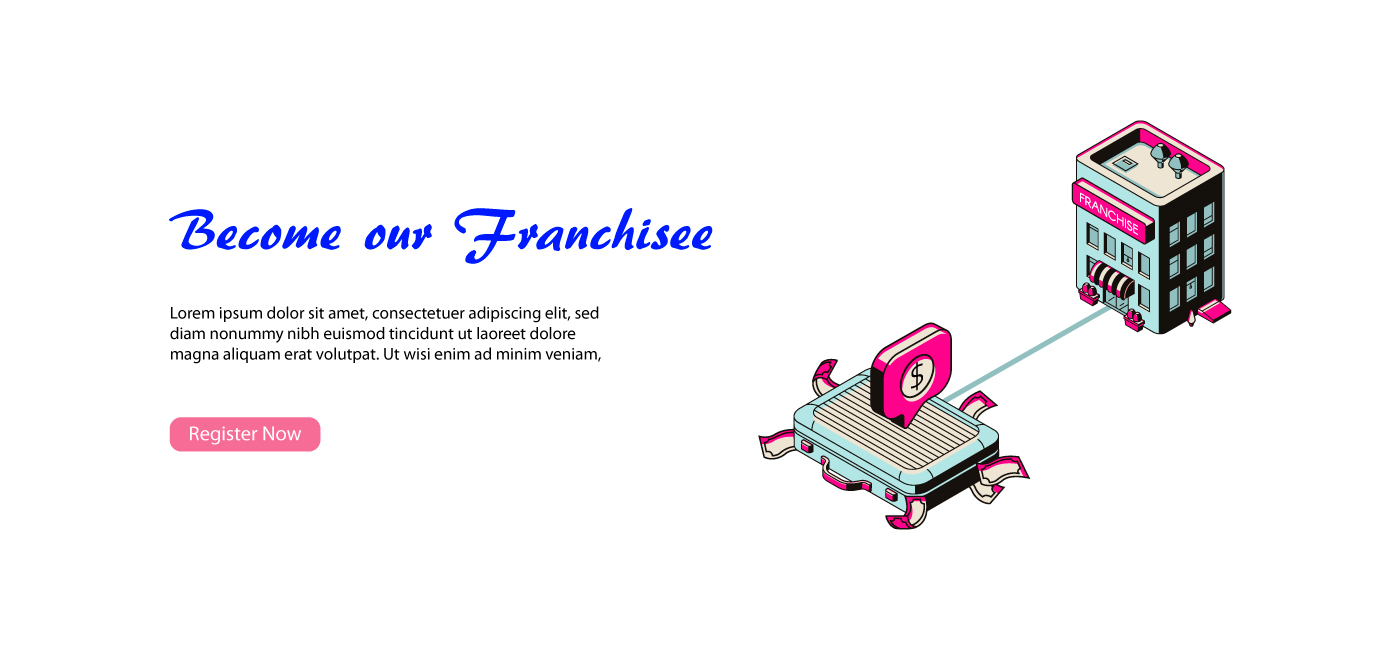 Become our Franchisee
Lorem ipsum dolor sit amet, consectetuer adipiscing elit, sed
diam nonummy nibh euismod tincidunt ut laoreet dolore
magna aliquam erat volutpat. Ut wisi enim ad minim veniam,
Register Now
FRANCHISE
$